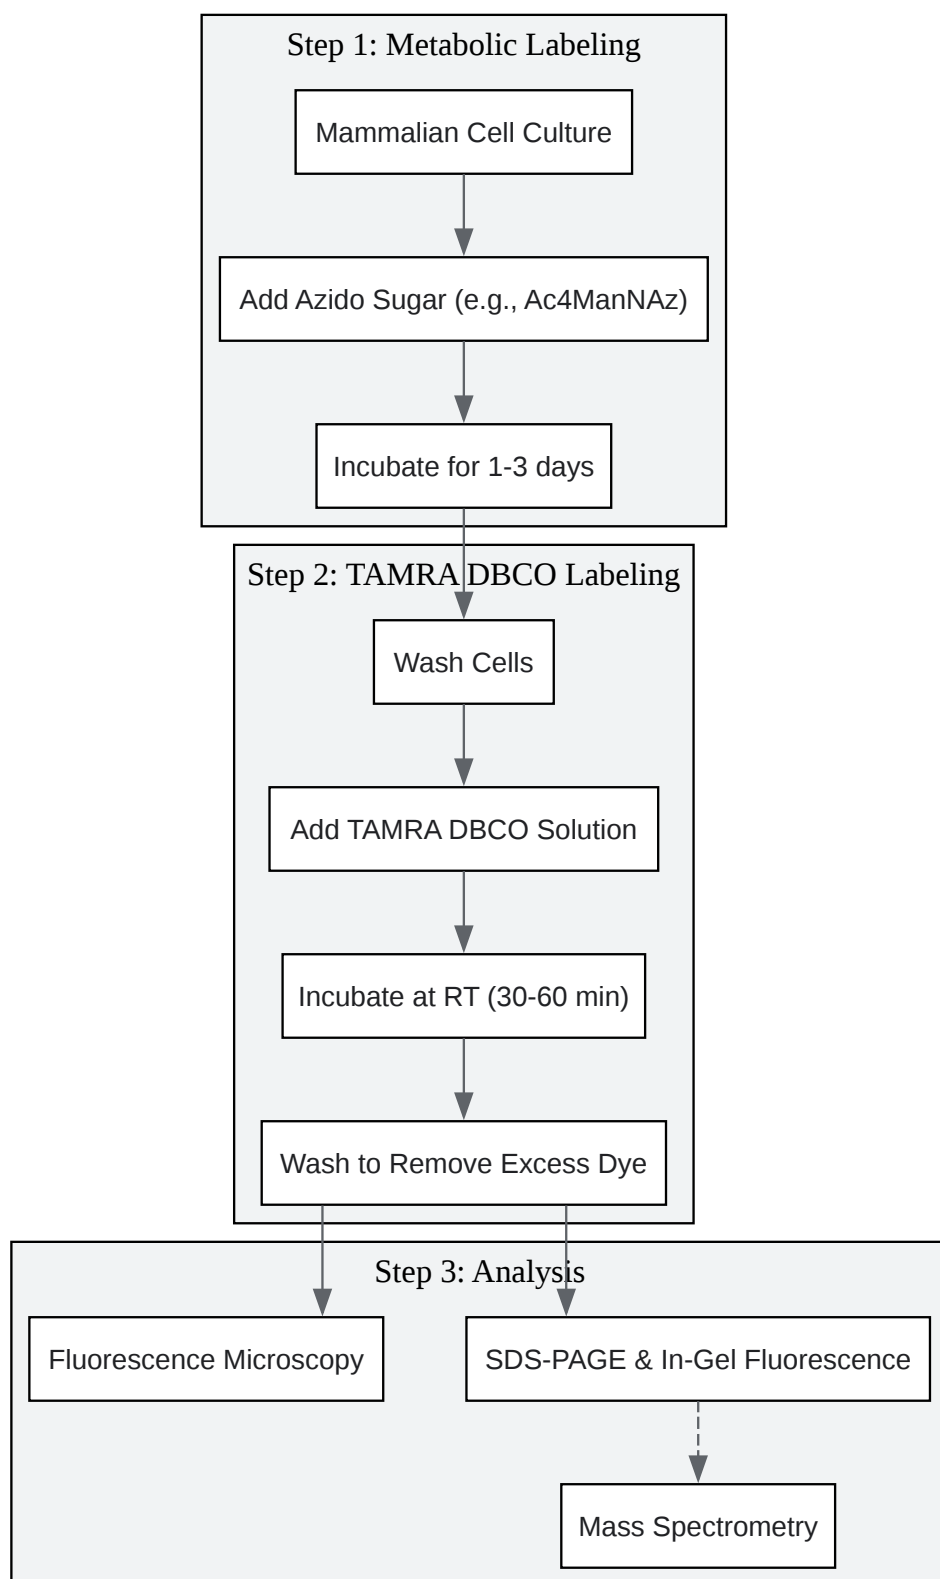 Step 1: Metabolic Labeling
Mammalian Cell Culture
Add Azido Sugar (e.g., Ac4ManNAz)
Incubate for 1-3 days
Step 2: TAMRA DBCO Labeling
Wash Cells
Add TAMRA DBCO Solution
Incubate at RT (30-60 min)
Wash to Remove Excess Dye
Step 3: Analysis
Fluorescence Microscopy
SDS-PAGE & In-Gel Fluorescence
Mass Spectrometry